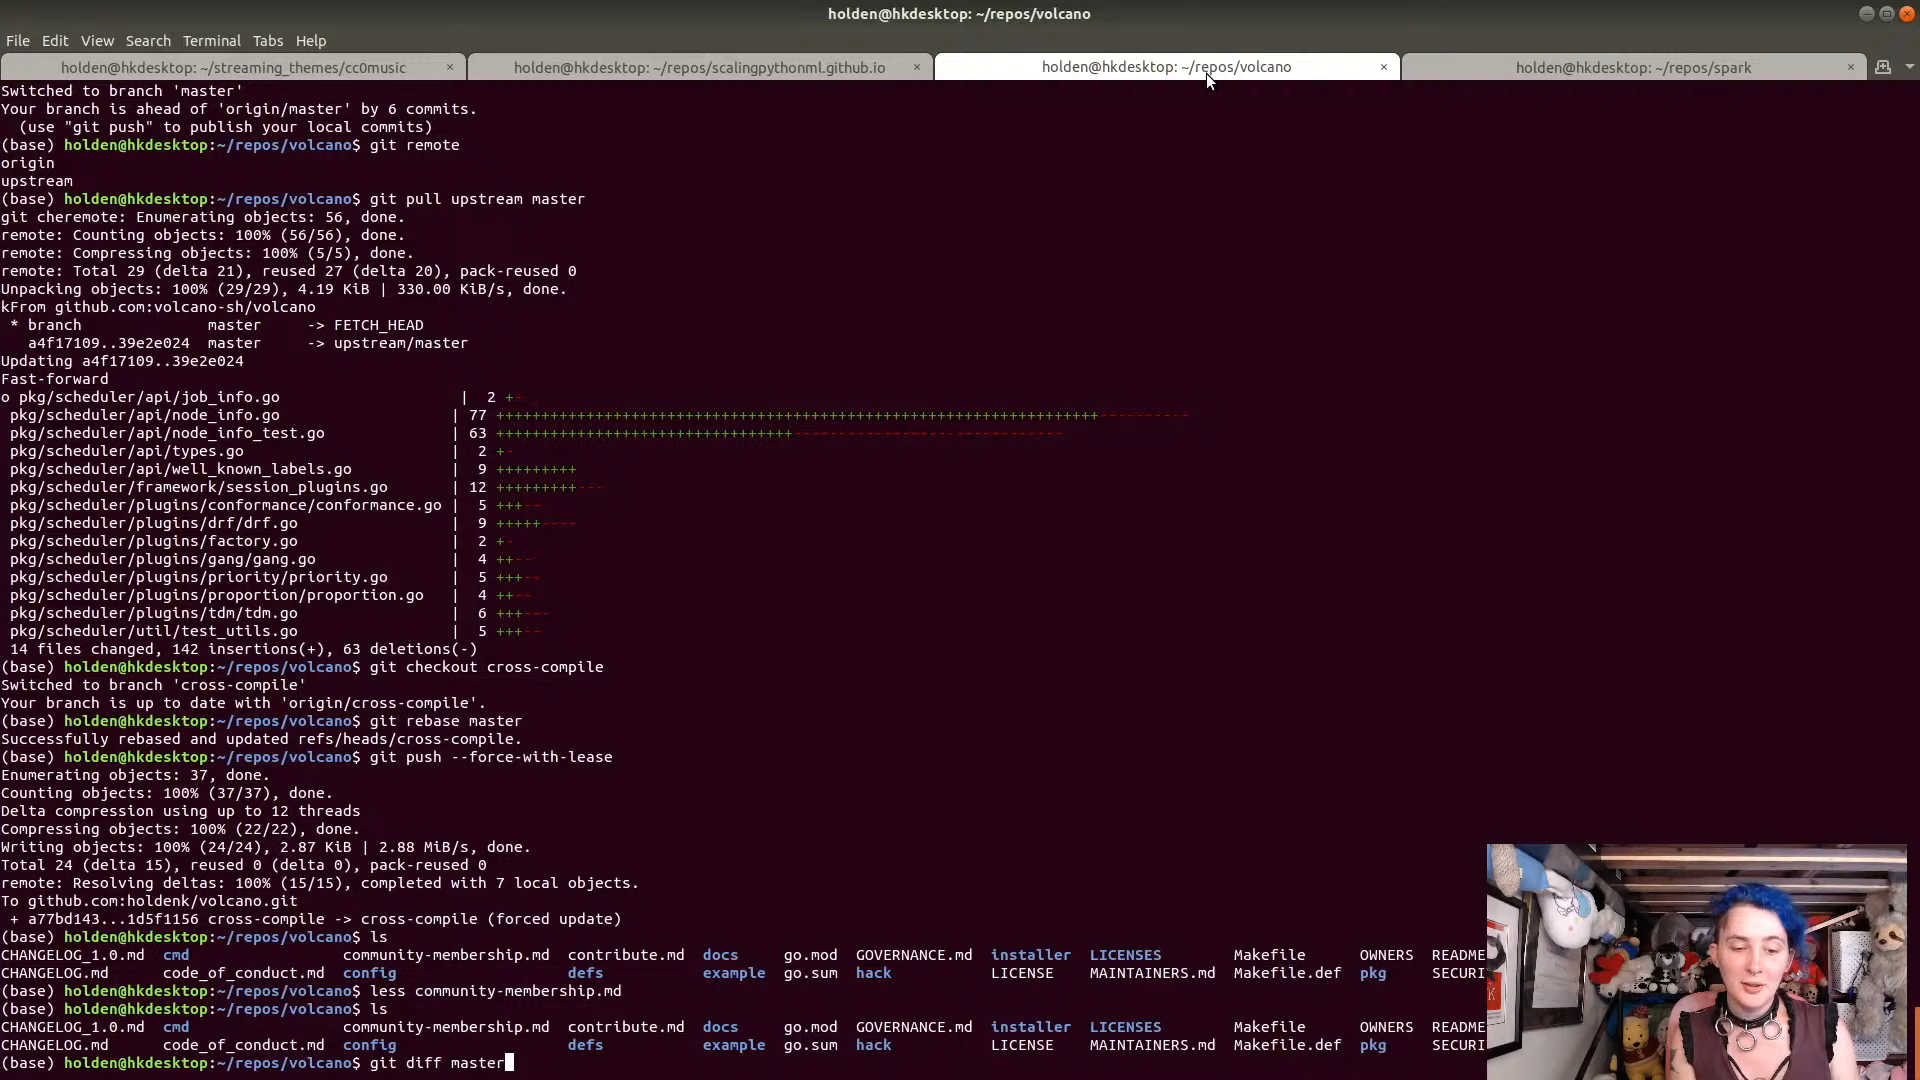 holden@hkdesktop: ~/repos/volcano
File Edit View Search Terminal Tabs Help
holden@hkdesktop: ~/streaming_themes/cc0music × holden@hkdesktop: ~/repos/scalingpythonml.github.io × holden@hkdesktop: ~/repos/volcano × holden@hkdesktop: ~/repos/spark ×
Switched to branch 'master'
Your branch is ahead of 'origin/master' by 6 commits.
(use "git push" to publish your local commits)
(base) holden@hkdesktop:~/repos/volcano$ git remote
origin
upstream
(base) holden@hkdesktop:~/repos/volcano$ git pull upstream master
git cheremote: Enumerating objects: 56, done.
remote: Counting objects: 100% (56/56), done.
remote: Compressing objects: 100% (5/5), done.
remote: Total 29 (delta 21), reused 27 (delta 20), pack-reused 0
Unpacking objects: 100% (29/29), 4.19 KiB | 330.00 KiB/s, done.
kFrom github.com:volcano-sh/volcano
* branch master -> FETCH_HEAD
a4f17109..39e2e024 master -> upstream/master
Updating a4f17109..39e2e024
Fast-forward
o pkg/scheduler/api/job_info.go | 2 +-
pkg/scheduler/api/node_info.go | 77 +++++++++++++++++++++++++++++++++++++++++++++++++++++++++++++++++++----------
pkg/scheduler/api/node_info_test.go | 63 +++++++++++++++++++++++++++++++++------------------------------
pkg/scheduler/api/types.go | 2 +-
pkg/scheduler/api/well_known_labels.go | 9 +++++++++
pkg/scheduler/framework/session_plugins.go | 12 +++++++++---
pkg/scheduler/plugins/conformance/conformance.go | 5 +++--
pkg/scheduler/plugins/drf/drf.go | 9 +++++----
pkg/scheduler/plugins/factory.go | 2 +-
pkg/scheduler/plugins/gang/gang.go | 4 ++--
pkg/scheduler/plugins/priority/priority.go | 5 +++--
pkg/scheduler/plugins/proportion/proportion.go | 4 ++--
pkg/scheduler/plugins/tdm/tdm.go | 6 +++---
pkg/scheduler/util/test_utils.go | 5 +++--
14 files changed, 142 insertions(+), 63 deletions(-)
(base) holden@hkdesktop:~/repos/volcano$ git checkout cross-compile
Switched to branch 'cross-compile'
Your branch is up to date with 'origin/cross-compile'.
(base) holden@hkdesktop:~/repos/volcano$ git rebase master
Successfully rebased and updated refs/heads/cross-compile.
(base) holden@hkdesktop:~/repos/volcano$ git push --force-with-lease
Enumerating objects: 37, done.
Counting objects: 100% (37/37), done.
Delta compression using up to 12 threads
Compressing objects: 100% (22/22), done.
Writing objects: 100% (24/24), 2.87 KiB | 2.88 MiB/s, done.
Total 24 (delta 15), reused 0 (delta 0), pack-reused 0
remote: Resolving deltas: 100% (15/15), completed with 7 local objects.
To github.com:holdenk/volcano.git
+ a77bd143...1d5f1156 cross-compile -> cross-compile (forced update)
(base) holden@hkdesktop:~/repos/volcano$ ls
CHANGELOG_1.0.md cmd community-membership.md contribute.md docs go.mod GOVERNANCE.md installer LICENSES Makefile OWNERS README
CHANGELOG.md code_of_conduct.md config defs example go.sum hack LICENSE MAINTAINERS.md Makefile.def pkg SECURI
(base) holden@hkdesktop:~/repos/volcano$ less community-membership.md
(base) holden@hkdesktop:~/repos/volcano$ ls
CHANGELOG_1.0.md cmd community-membership.md contribute.md docs go.mod GOVERNANCE.md installer LICENSES Makefile OWNERS README
CHANGELOG.md code_of_conduct.md config defs example go.sum hack LICENSE MAINTAINERS.md Makefile.def pkg SECURI
(base) holden@hkdesktop:~/repos/volcano$ git diff master